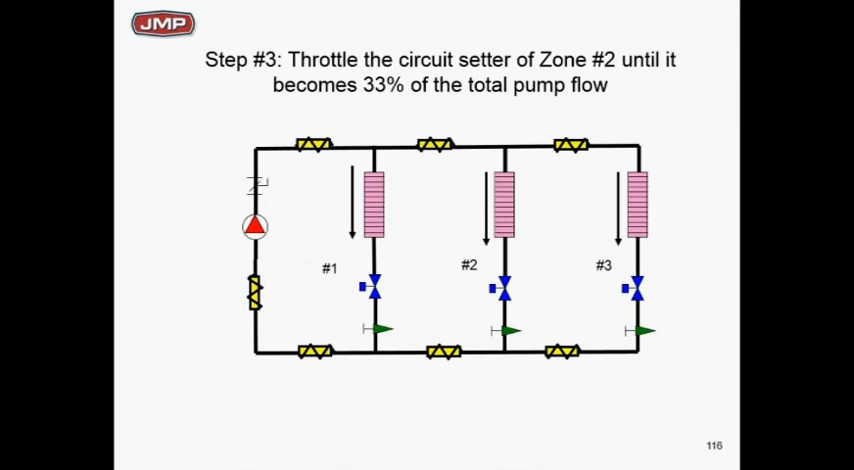 JMP
Step #3: Throttle the circuit setter of Zone #2 until it
becomes 33% of the total pump flow
#1
#2
#3
116